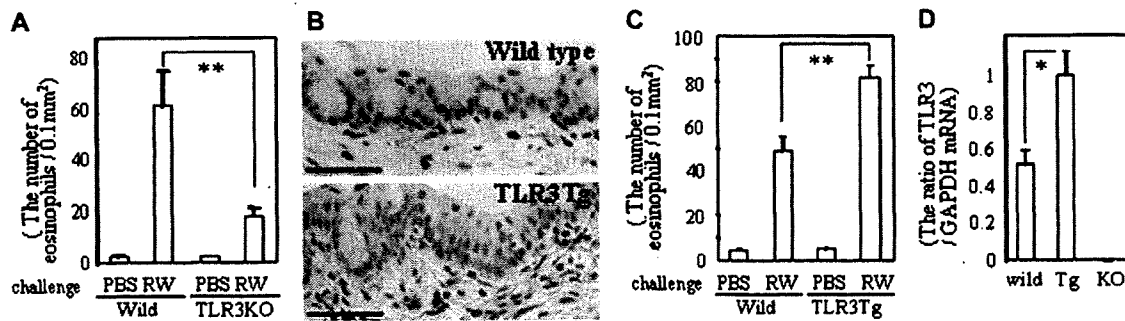 A
( The number of
eosinophils / 0.1mm²)
80
60
40
20
0
**
challenge
PBS RW PBS RW
Wild TLR3KO
B
Wild type
TLR3Tg
C
( The number of
eosinophils / 0.1mm²)
100
80
60
40
20
0
**
PBS RW PBS RW
challenge
Wild TLR3Tg
D
(The ratio of TLR3
/ GAPDH mRNA)
1
0.8
0.6
0.4
0.2
0
*
wild Tg KO